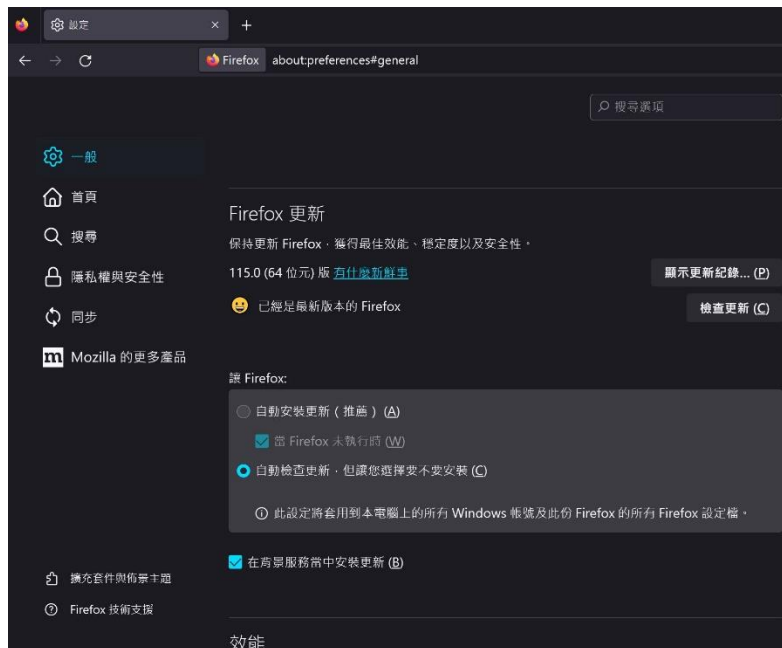 設定
Firefox about:preferences#general
搜尋選項
一般
首頁
搜尋
隱私權與安全性
同步
Mozilla 的更多產品
Firefox 更新
保持更新 Firefox，獲得最佳效能、穩定度以及安全性。
115.0 (64 位元) 版 有什麼新鮮事
顯示更新紀錄... (P)
已經是最新版本的 Firefox
檢查更新 (C)
讓 Firefox:
自動安裝更新（推薦）(A)
當 Firefox 未執行時 (W)
自動檢查更新，但讓您選擇要不要安裝 (C)
此設定將套用到本電腦上的所有 Windows 帳號及此份 Firefox 的所有 Firefox 設定檔。
在背景服務當中安裝更新 (B)
擴充套件與佈景主題
Firefox 技術支援
效能